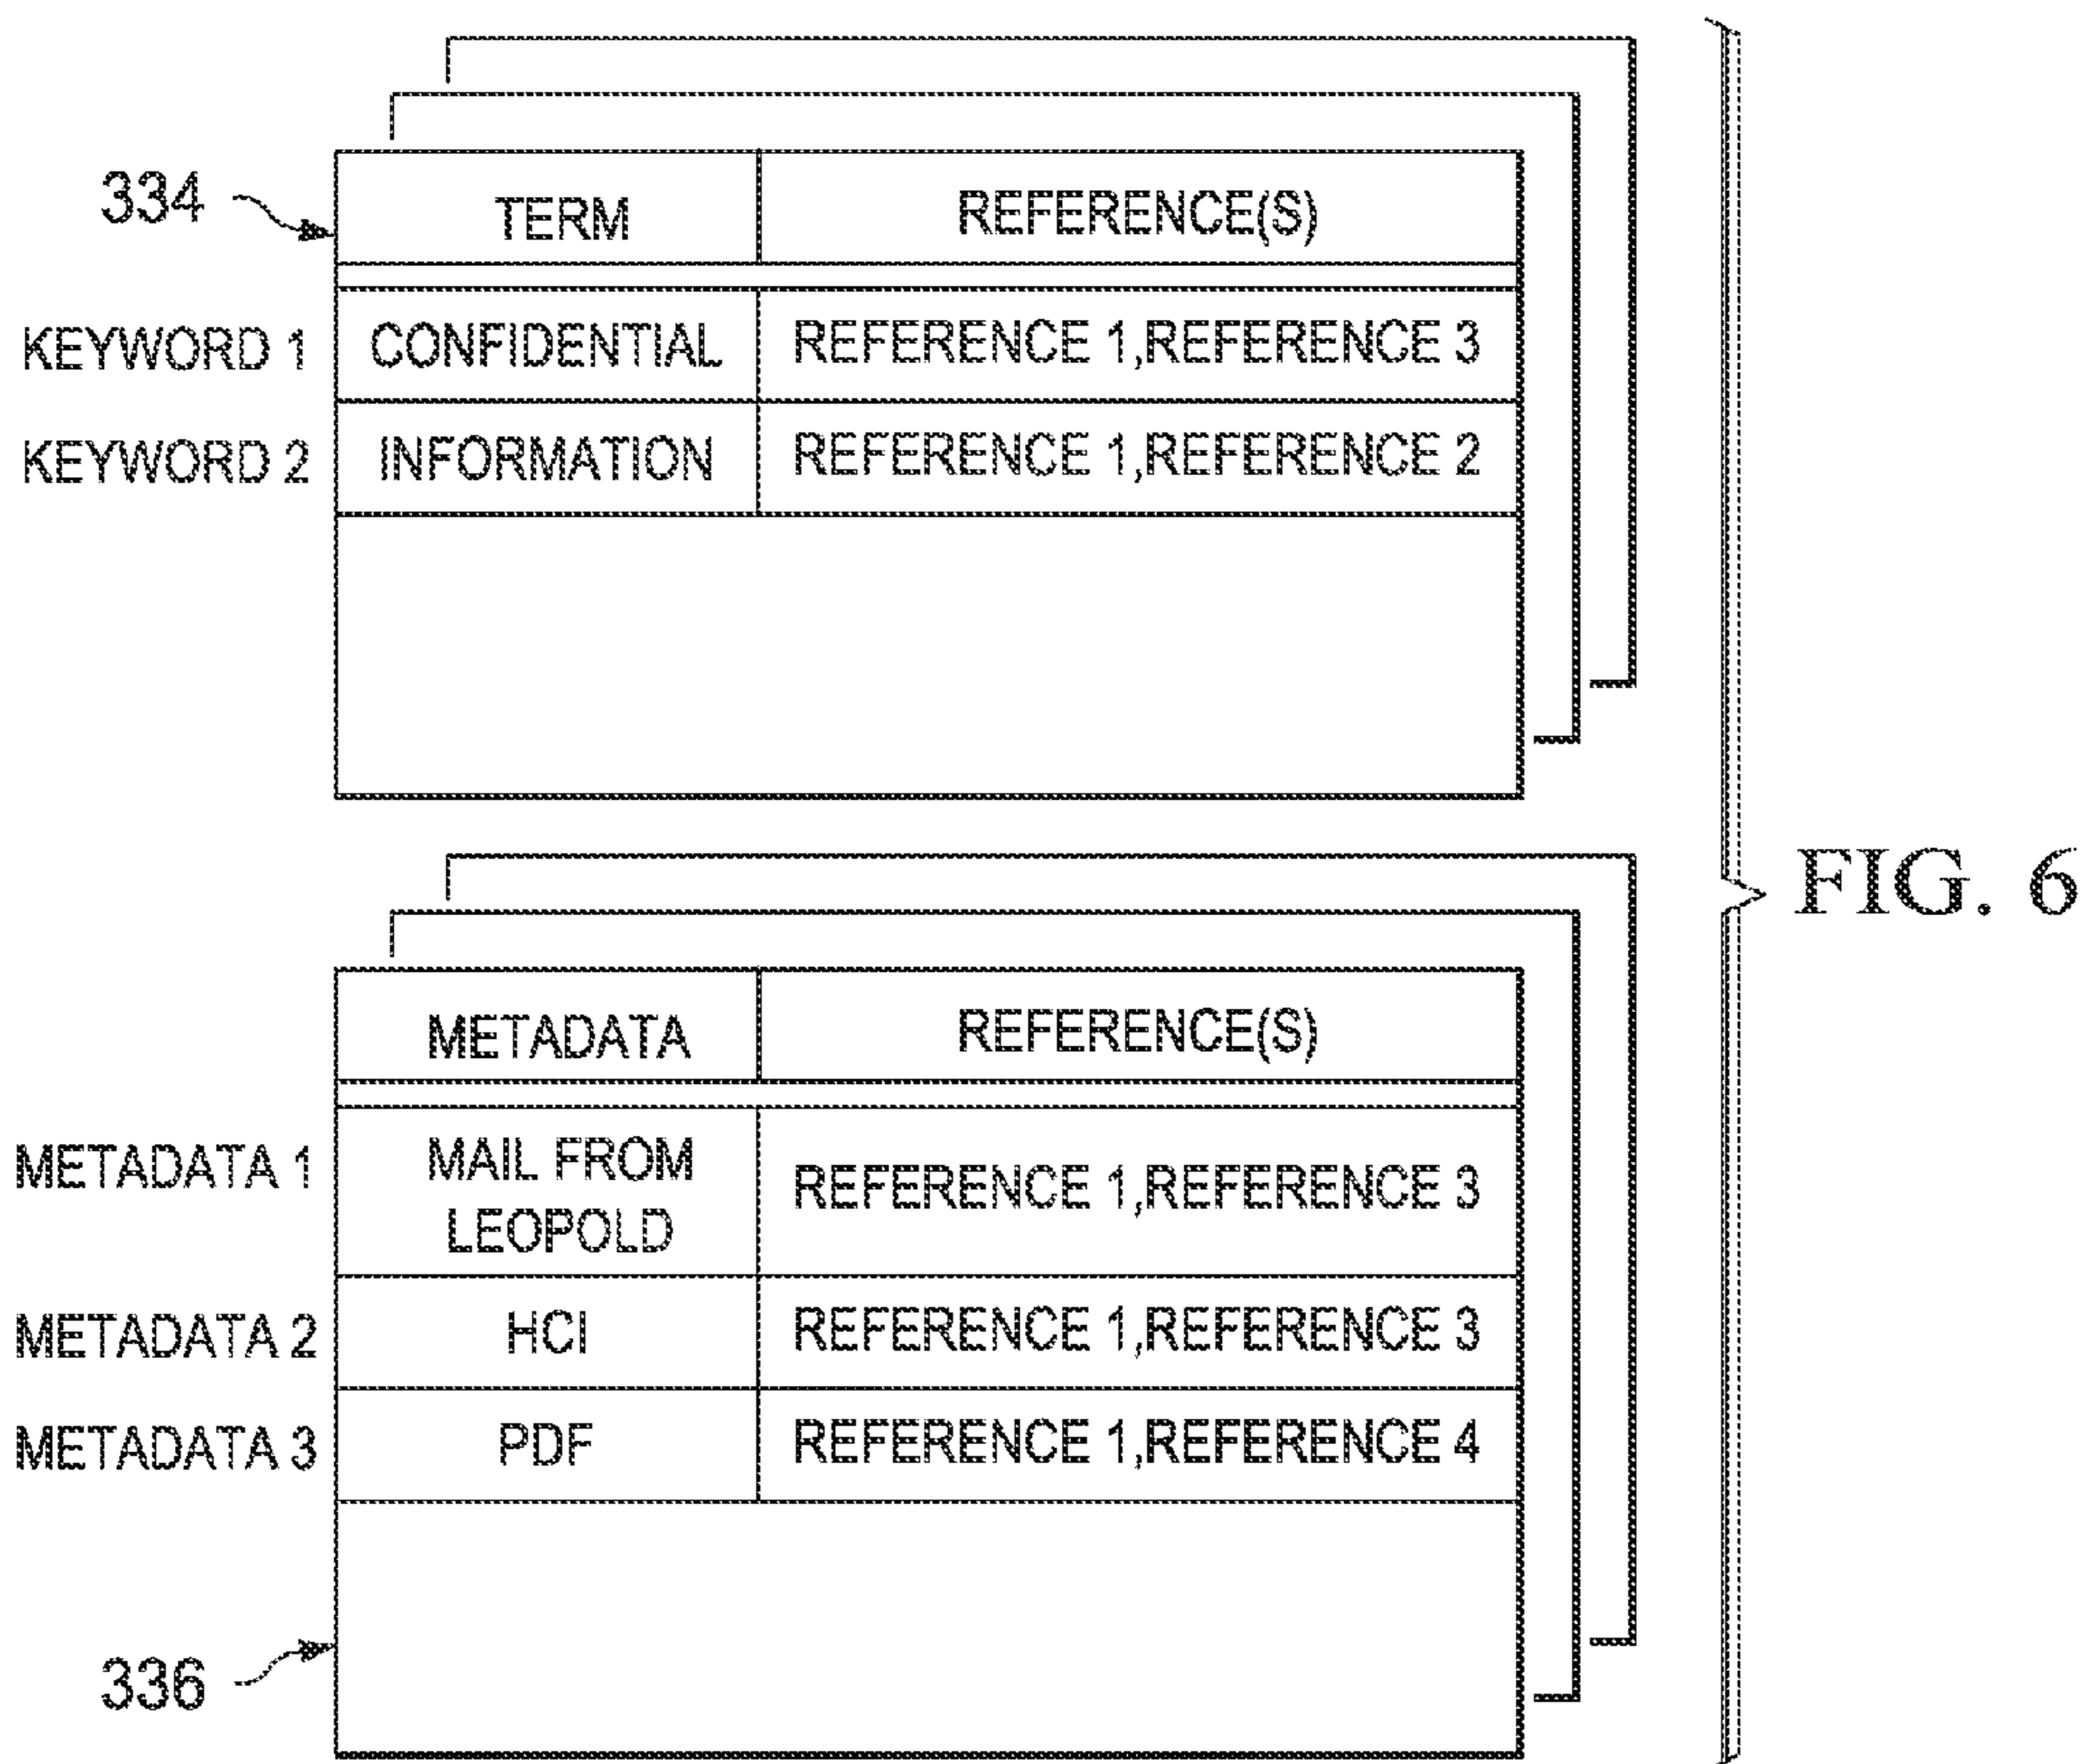 334
TERM REFERENCE(S)
KEYWORD 1 CONFIDENTIAL REFERENCE 1,REFERENCE 3
KEYWORD 2 INFORMATION REFERENCE 1,REFERENCE 2
FIG. 6
METADATA REFERENCE(S)
METADATA 1 MAIL FROM LEOPOLD REFERENCE 1,REFERENCE 3
METADATA 2 HCI REFERENCE 1,REFERENCE 3
METADATA 3 PDF REFERENCE 1,REFERENCE 4
336